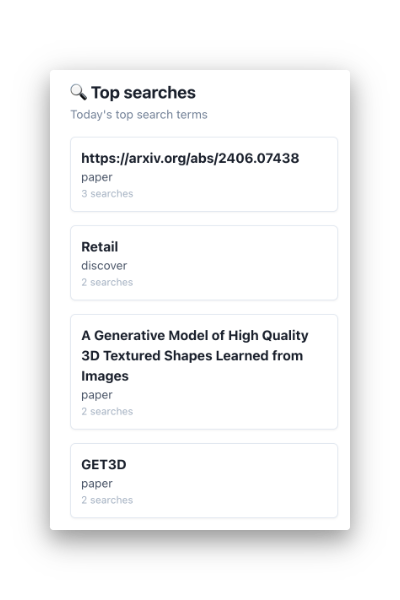 🔍 Top searches
Today's top search terms
https://arxiv.org/abs/2406.07438
paper
3 searches
Retail
discover
2 searches
A Generative Model of High Quality
3D Textured Shapes Learned from
Images
paper
2 searches
GET3D
paper
2 searches